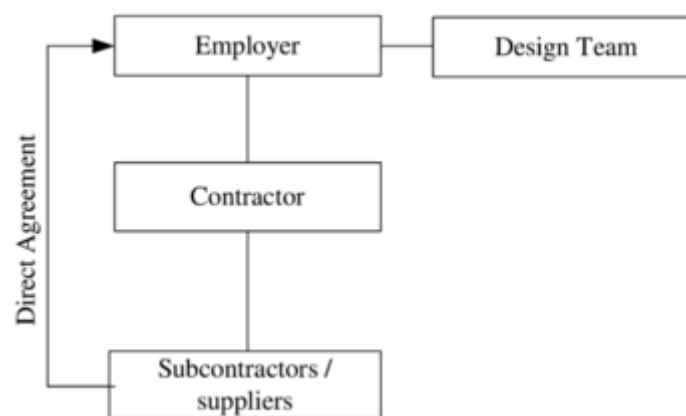 Employer
Design Team
Contractor
Direct Agreement
Subcontractors /
suppliers